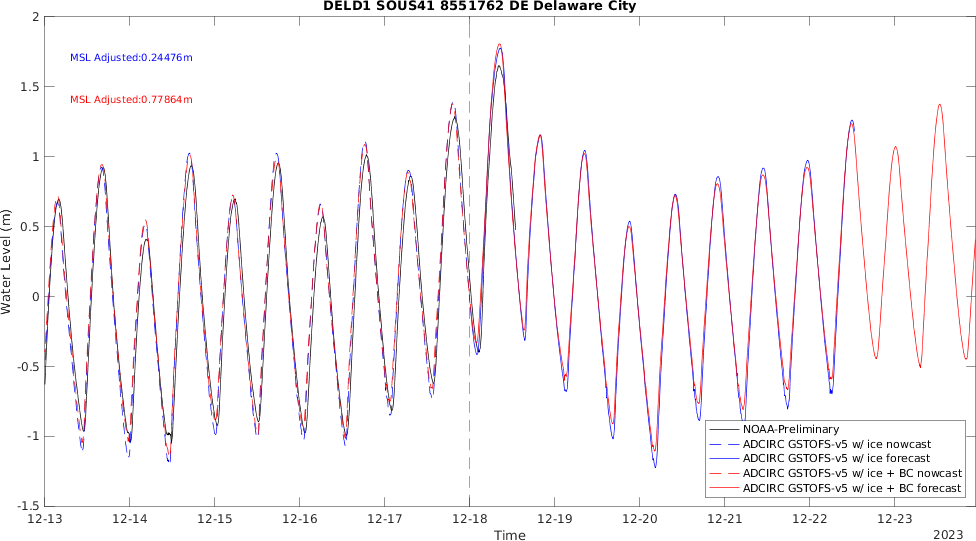 DELD1 SOUS41 8551762 DE Delaware City
MSL Adjusted:0.24476m
MSL Adjusted:0.77864m
Water Level (m)
2
1.5
1
0.5
0
-0.5
-1
-1.5
NOAA-Preliminary
ADCIRC GSTOFS-v5 w/ ice nowcast
ADCIRC GSTOFS-v5 w/ ice forecast
ADCIRC GSTOFS-v5 w/ ice + BC nowcast
ADCIRC GSTOFS-v5 w/ ice + BC forecast
12-13 12-14 12-15 12-16 12-17 12-18 12-19 12-20 12-21 12-22 12-23
Time
2023